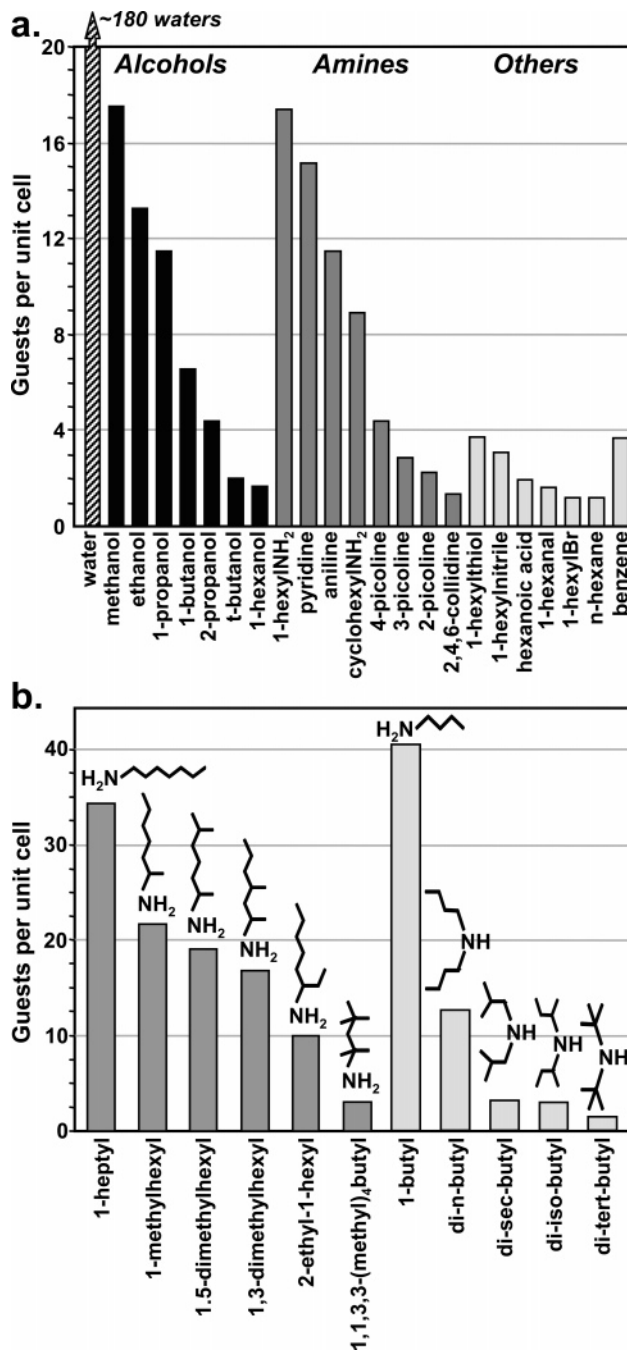 a.
~180 waters
Alcohols Amines Others
Guests per unit cell
20
16
12
8
4
0
water
methanol
ethanol
1-propanol
1-butanol
2-propanol
t-butanol
1-hexanol
1-hexylNH2
pyridine
aniline
cyclohexylNH2
4-picoline
3-picoline
2-picoline
2,4,6-collidine
1-hexylthiol
1-hexylnitrile
hexanoic acid
1-hexanal
1-hexylBr
n-hexane
benzene
b.
Guests per unit cell
40
30
20
10
0
H2N
NH2
NH2
NH2
NH2
NH2
H2N
NH
NH
NH
NH
1-heptyl
1-methylhexyl
1.5-dimethylhexyl
1,3-dimethylhexyl
2-ethyl-1-hexyl
1,1,3,3-(methyl)4butyl
1-butyl
di-n-butyl
di-sec-butyl
di-iso-butyl
di-tert-butyl